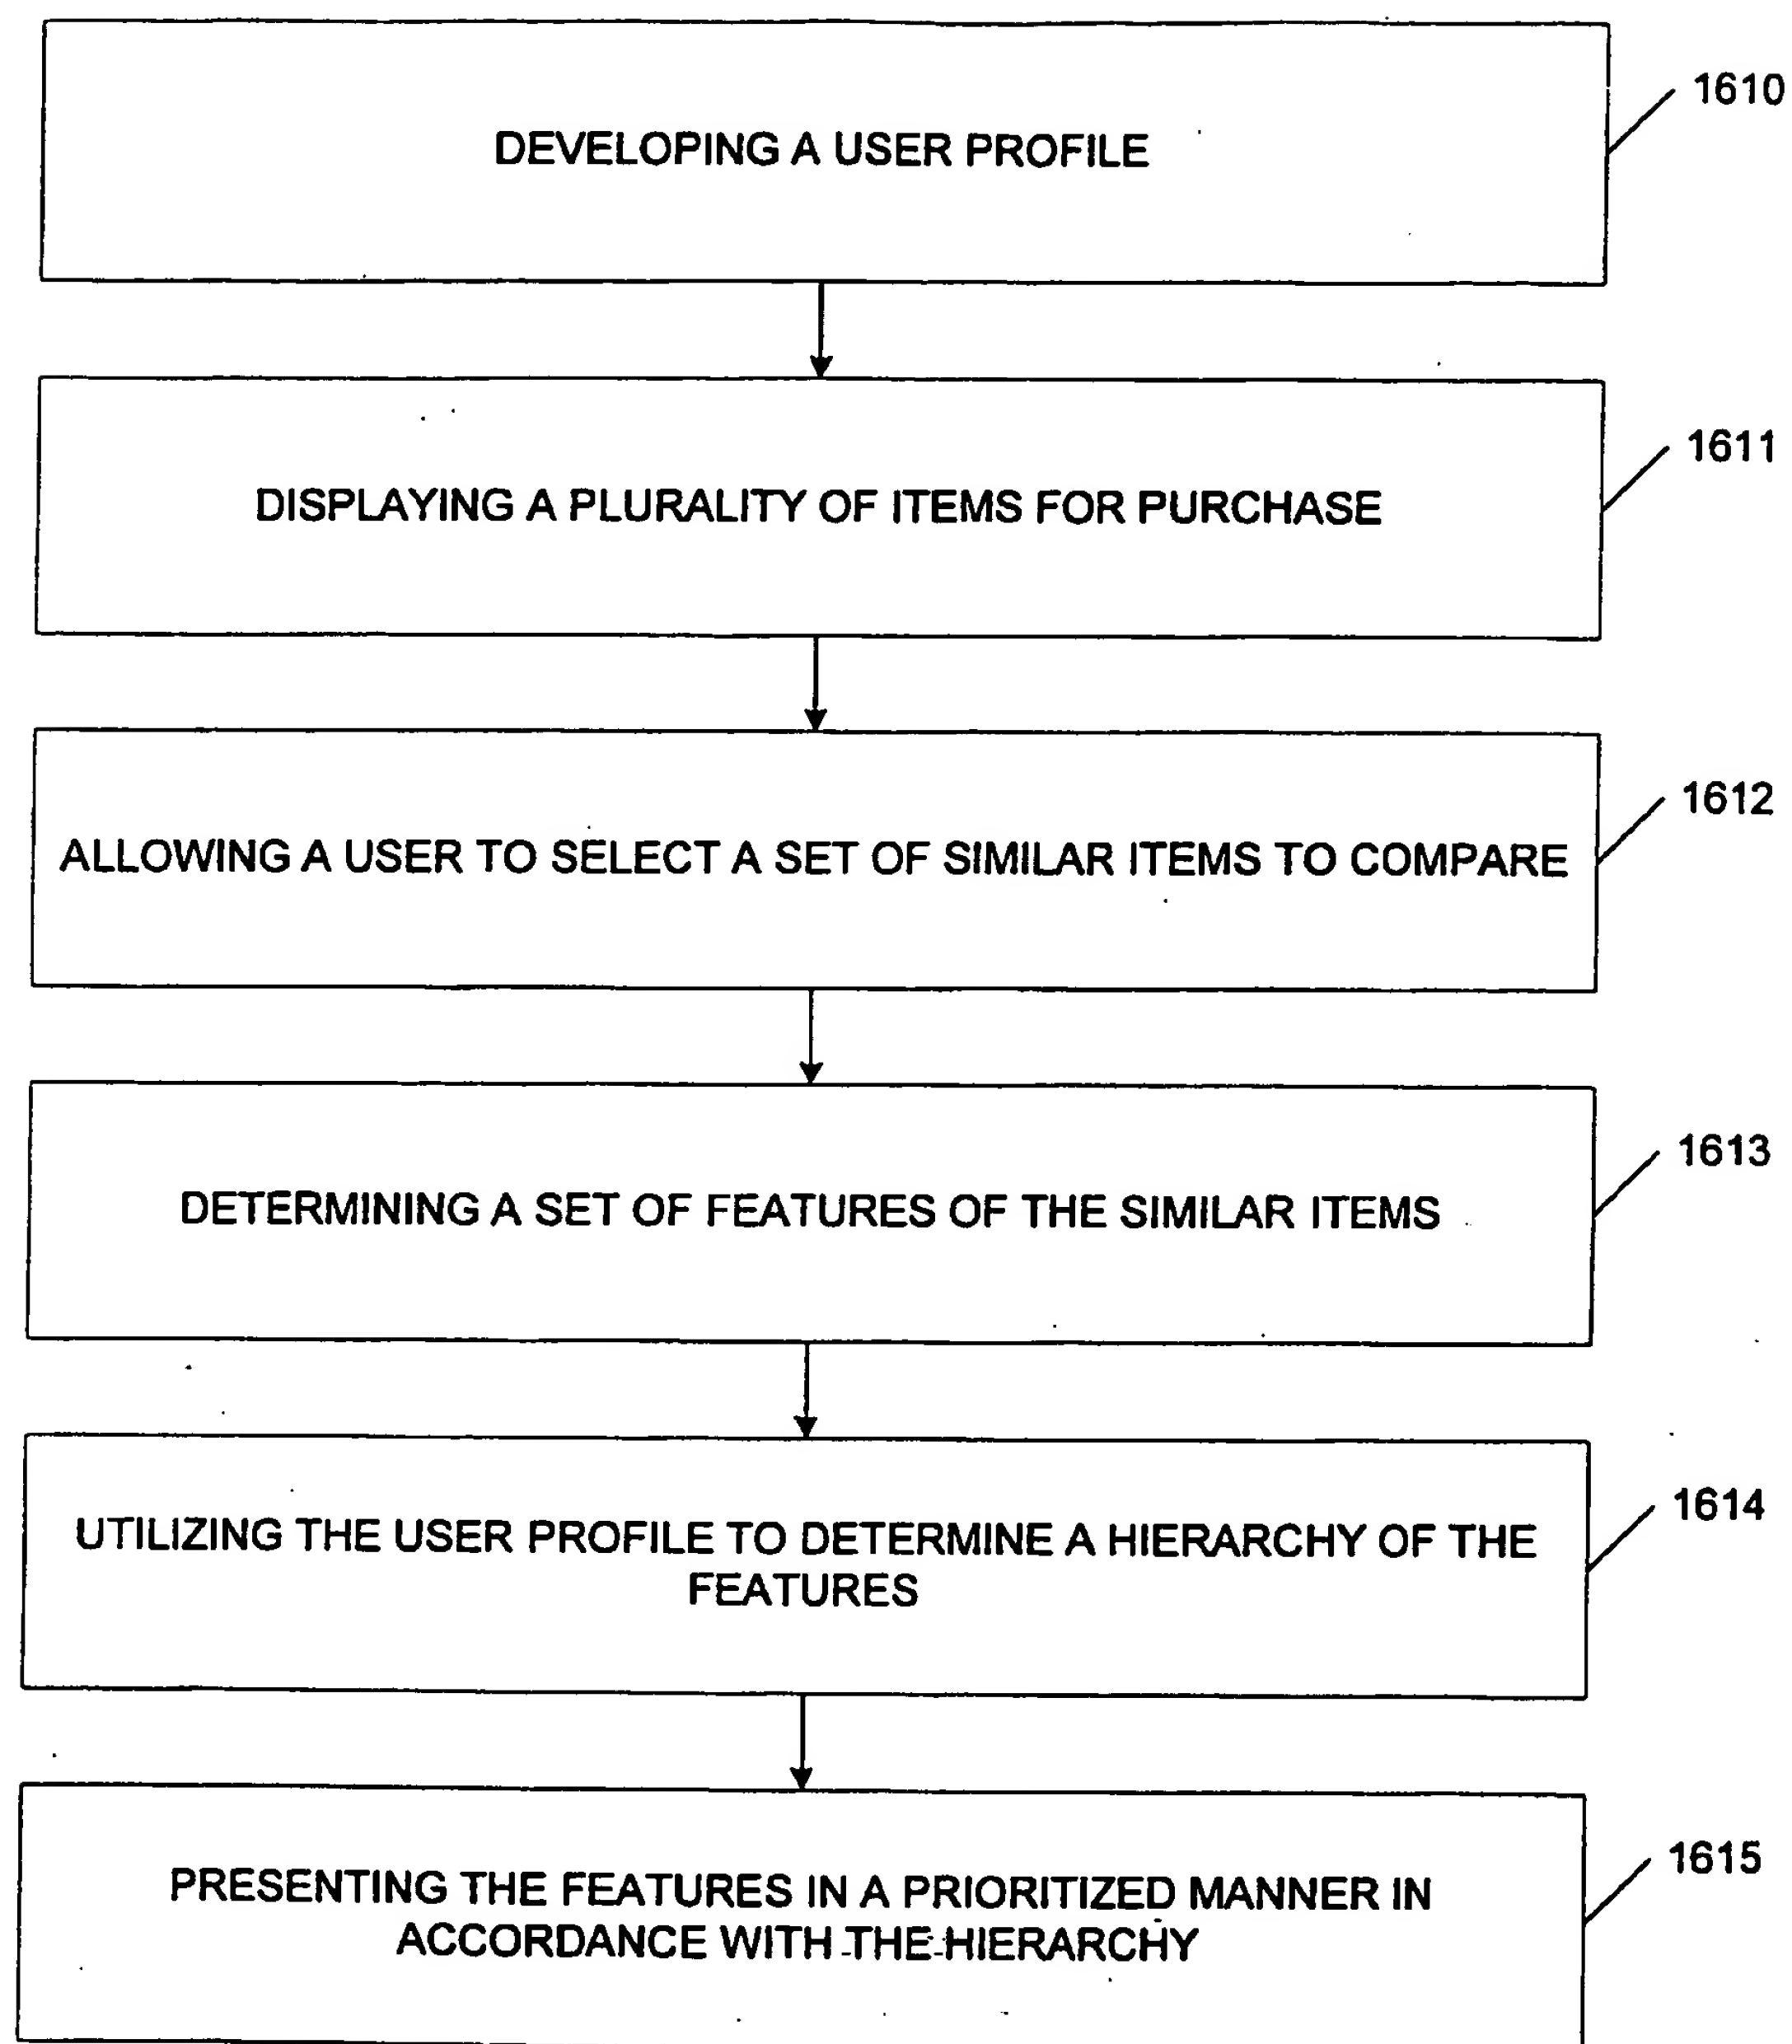 DEVELOPING A USER PROFILE
1610
DISPLAYING A PLURALITY OF ITEMS FOR PURCHASE
1611
ALLOWING A USER TO SELECT A SET OF SIMILAR ITEMS TO COMPARE
1612
DETERMINING A SET OF FEATURES OF THE SIMILAR ITEMS
1613
UTILIZING THE USER PROFILE TO DETERMINE A HIERARCHY OF THE
FEATURES
1614
PRESENTING THE FEATURES IN A PRIORITIZED MANNER IN
ACCORDANCE WITH THE HIERARCHY
1615